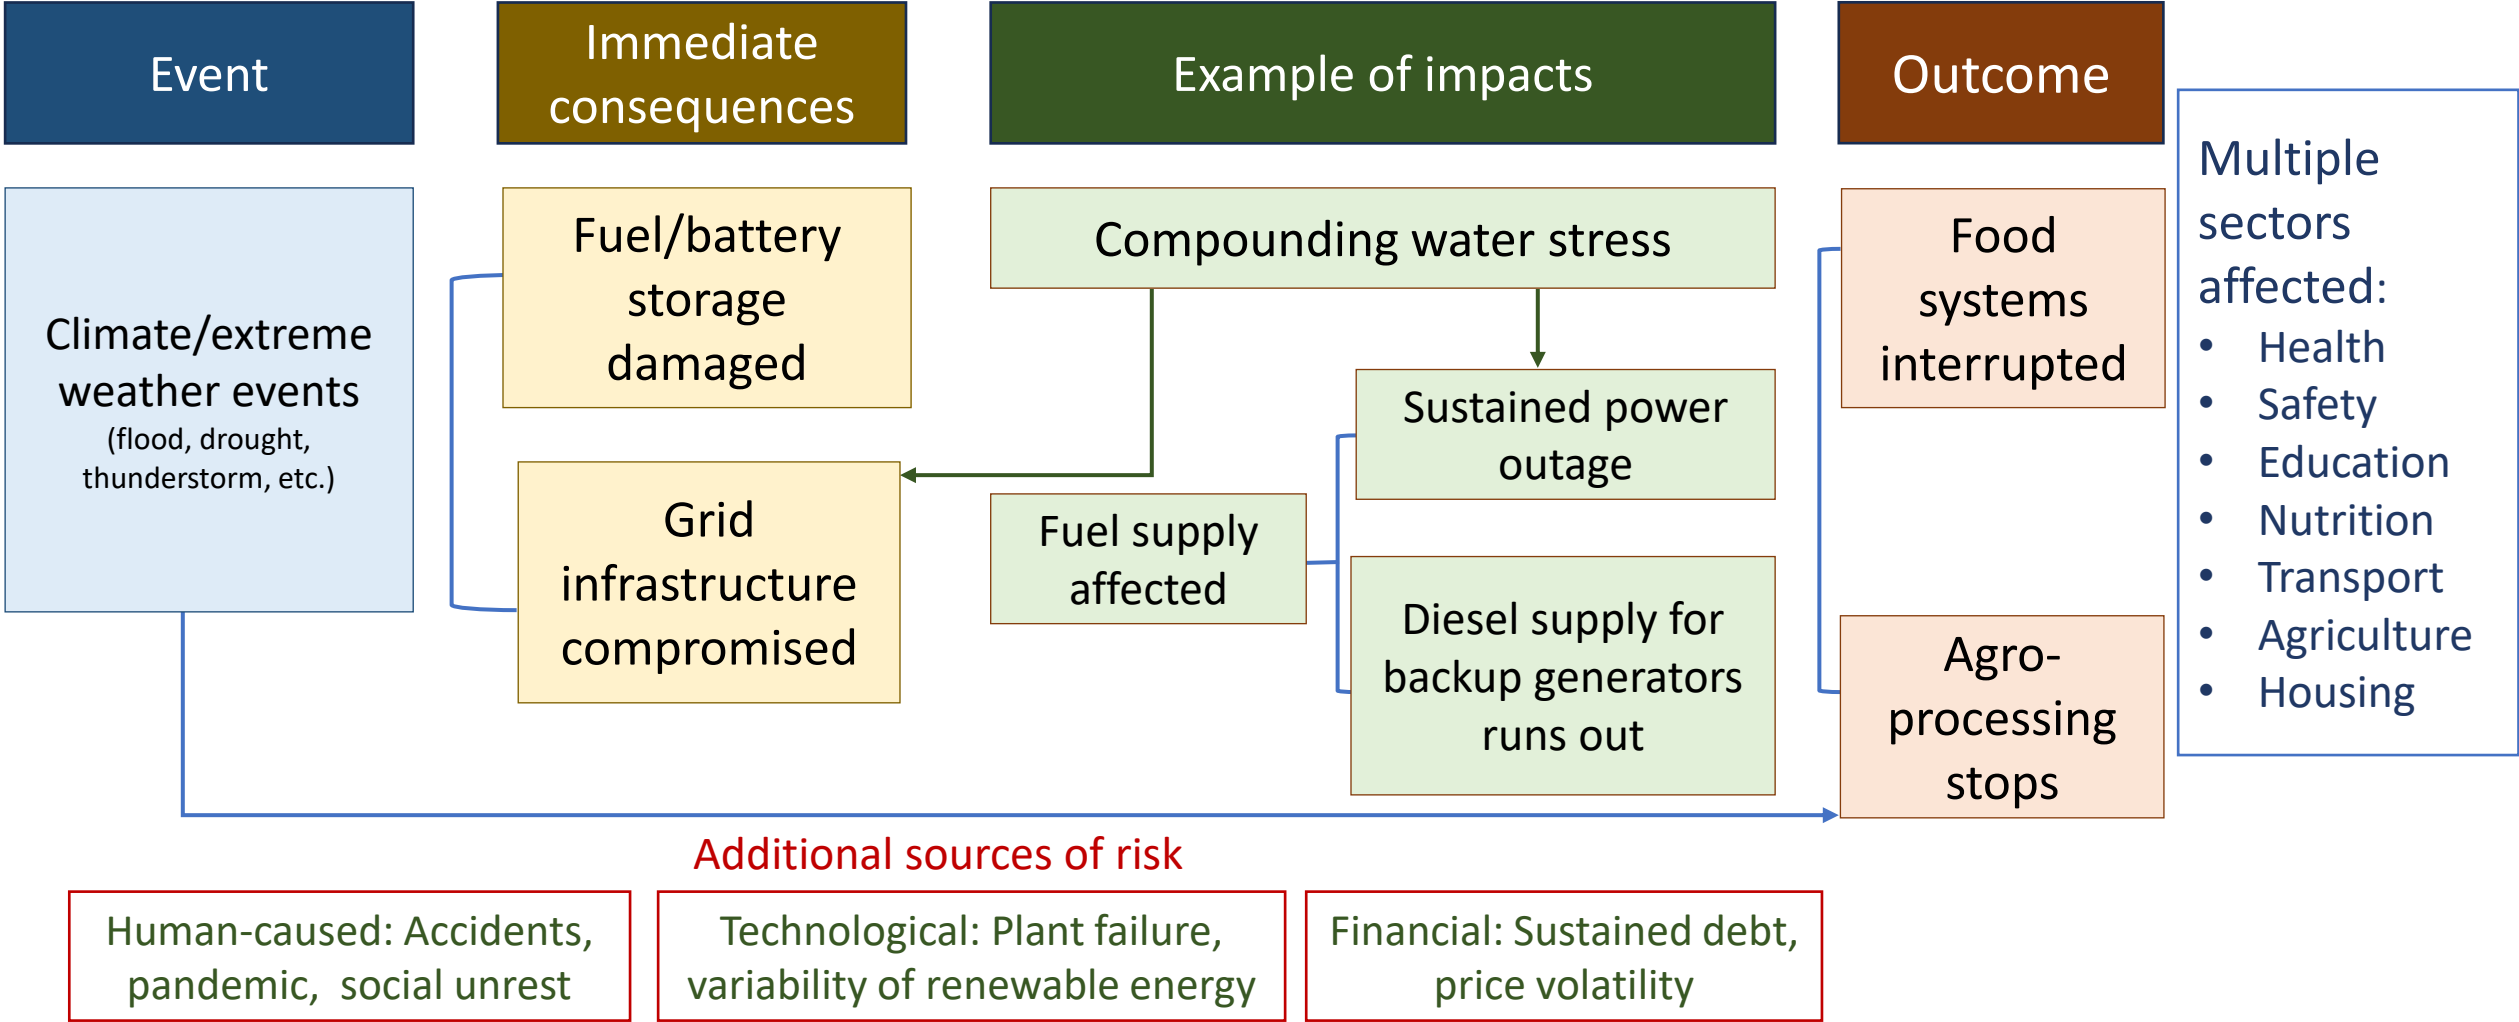 Event
Immediate
consequences
Example of impacts
Outcome
Climate/extreme
weather events
(flood, drought,
thunderstorm, etc.)
Fuel/battery
storage
damaged
Grid
infrastructure
compromised
Compounding water stress
Sustained power
outage
Fuel supply
affected
Diesel supply for
backup generators
runs out
Food
systems
interrupted
Agro-
processing
stops
Multiple
sectors
affected:
• Health
• Safety
• Education
• Nutrition
• Transport
• Agriculture
• Housing
Additional sources of risk
Human-caused: Accidents,
pandemic, social unrest
Technological: Plant failure,
variability of renewable energy
Financial: Sustained debt,
price volatility